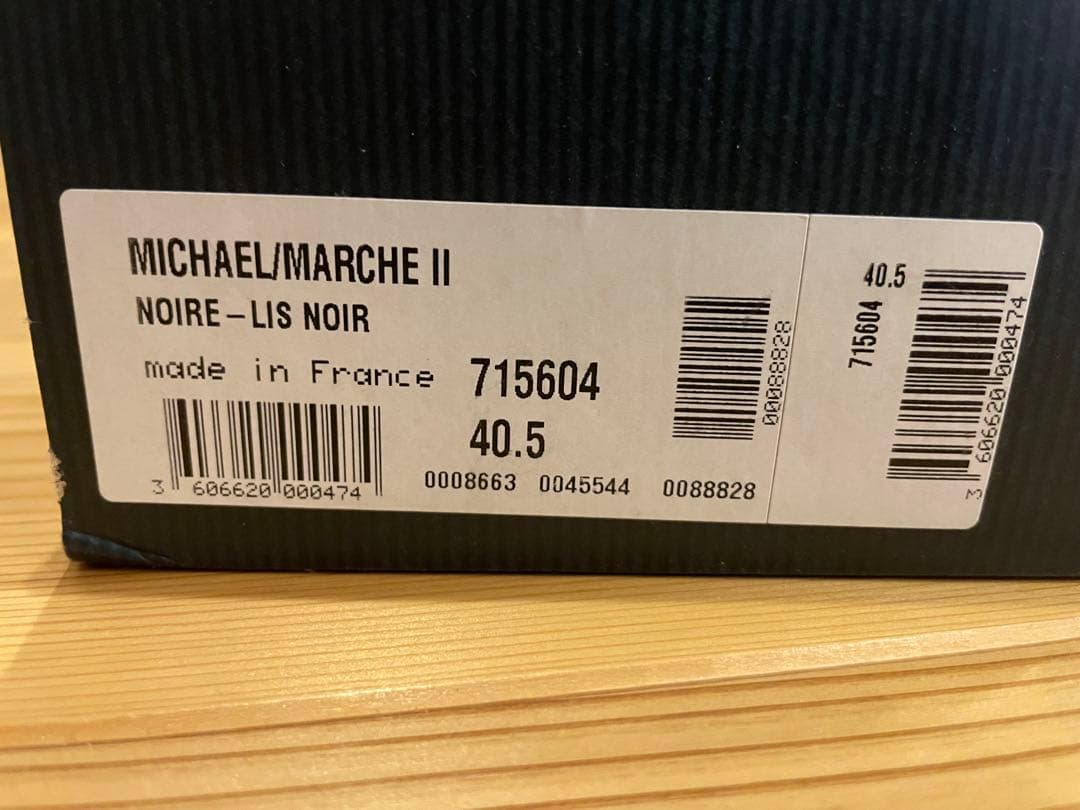 MICHAEL/MARCHE II
NOIRE-LIS NOIR
made in France
715604
40.5
3 606620 000474
0008663 0045544 0088828
00088828
40.5
715604
3 606620 000474